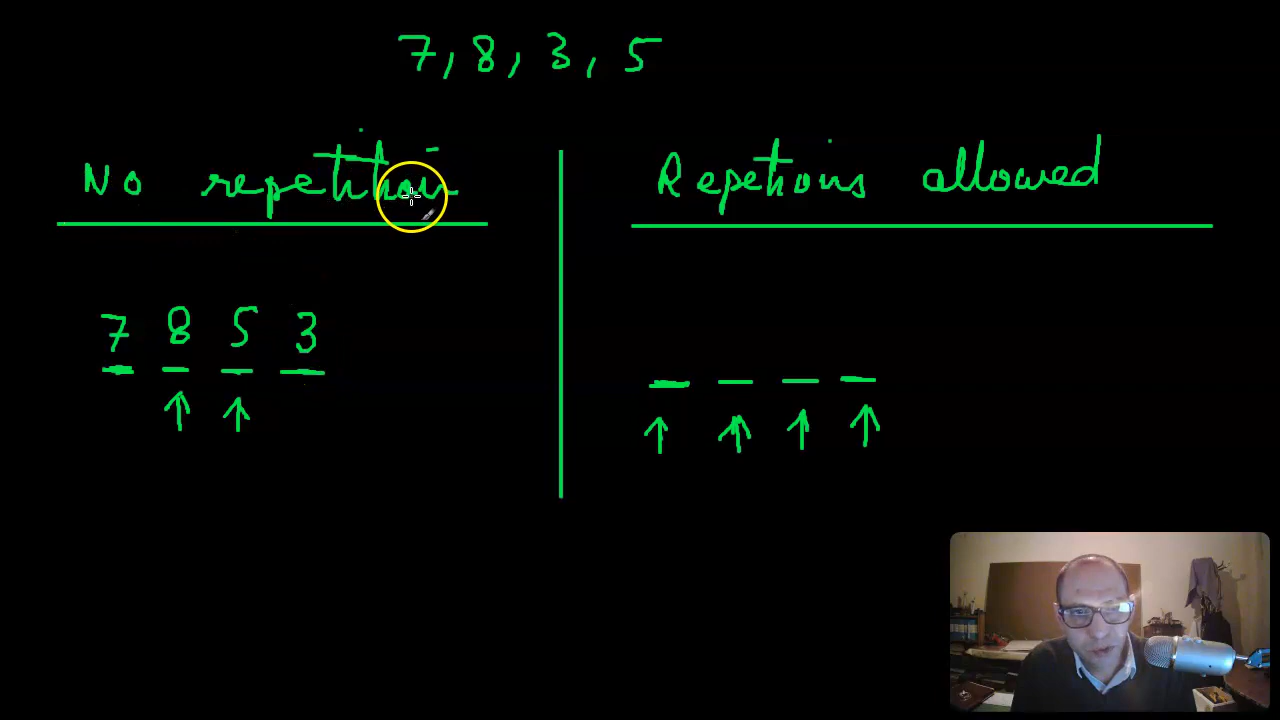 7, 8, 3, 5
No repetition
Repetions allowed
7 8 5 3